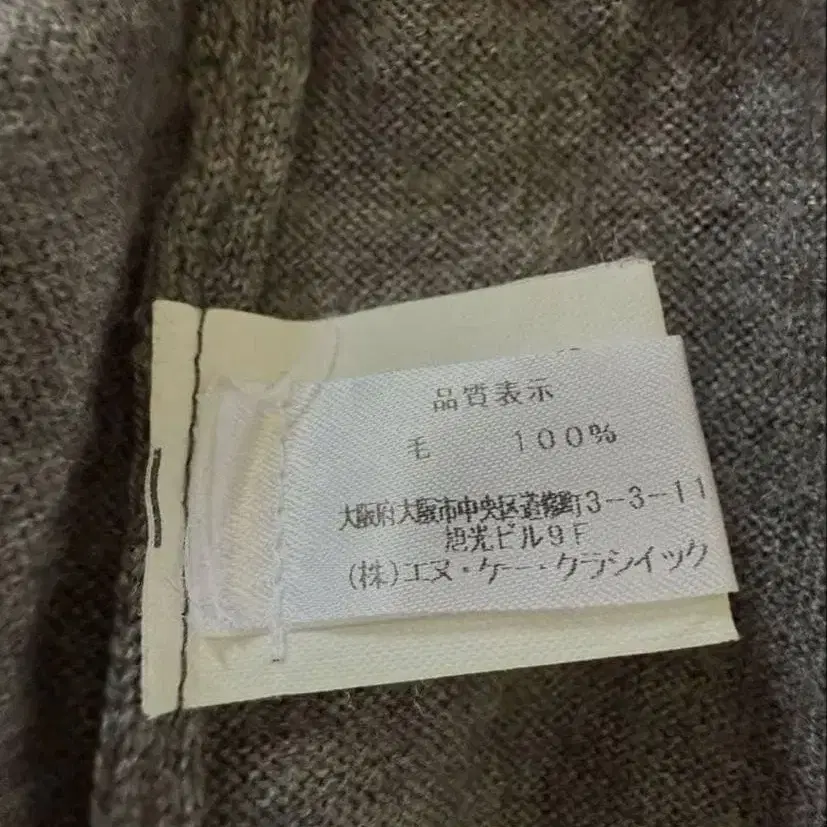 品質表示
毛 100%
大阪府大阪市中央区道修町3-3-11
旭光ビル9F
(株)エヌ・ケー・クラシイック